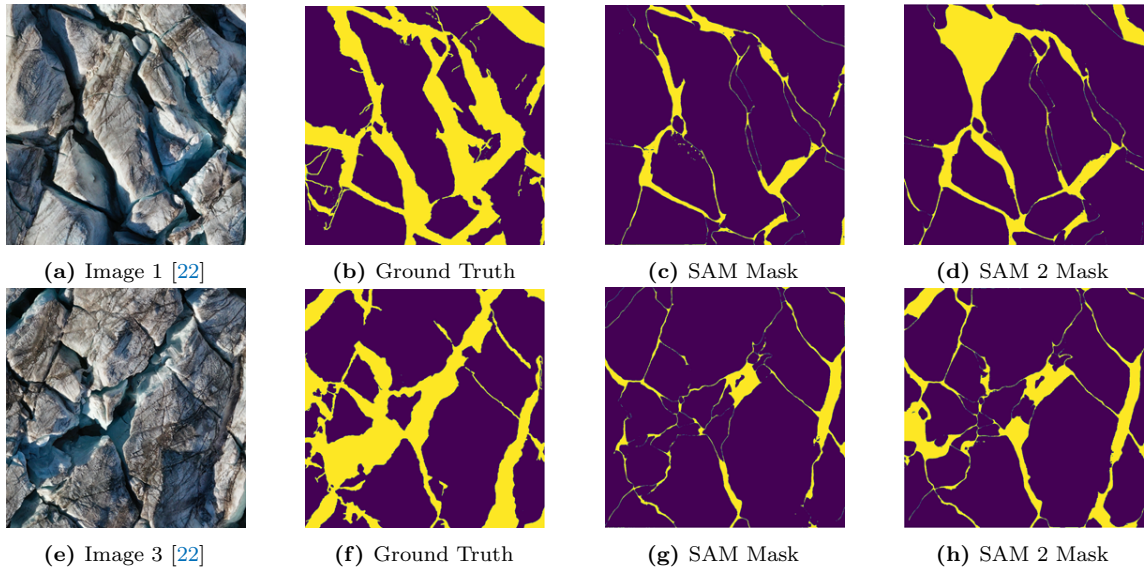 (a) Image 1 [22]
(b) Ground Truth
(c) SAM Mask
(d) SAM 2 Mask
(e) Image 3 [22]
(f) Ground Truth
(g) SAM Mask
(h) SAM 2 Mask